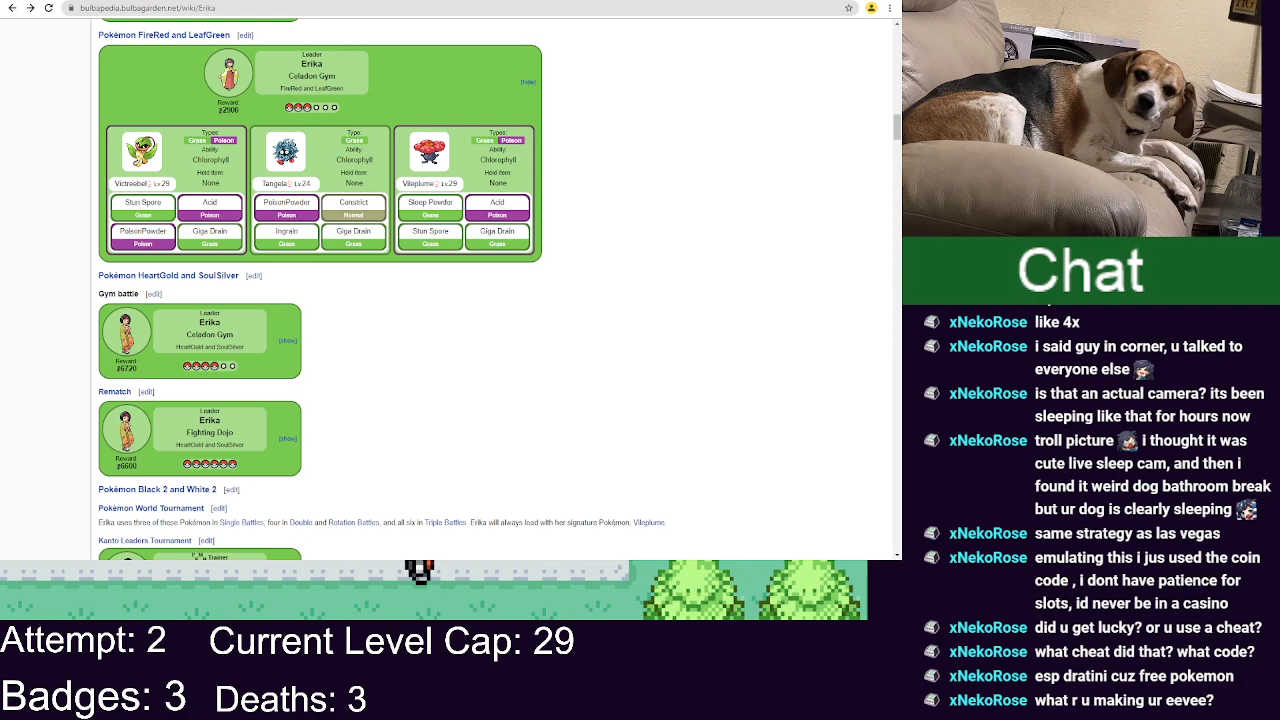 bulbapedia.bulbagarden.net/wiki/Erika
Pokémon FireRed and LeafGreen [edit]
Leader
Erika
Celadon Gym
FireRed and LeafGreen
Reward:
2900
[hide]
Types:
Grass Poison
Ability:
Chlorophyll
Held item:
None
Victreebel♀ Lv.29
Stun Spore
Grass
Acid
Poison
PoisonPowder
Poison
Giga Drain
Grass
Type:
Grass
Ability:
Chlorophyll
Held item:
None
Tangela♀ Lv.24
PoisonPowder
Poison
Constrict
Normal
Ingrain
Grass
Giga Drain
Grass
Types:
Grass Poison
Ability:
Chlorophyll
Held item:
None
Vileplume♀ Lv.29
Sleep Powder
Grass
Acid
Poison
Stun Spore
Grass
Giga Drain
Grass
Pokémon HeartGold and SoulSilver [edit]
Gym battle [edit]
Leader
Erika
Celadon Gym
HeartGold and SoulSilver
Reward:
6720
[show]
Rematch [edit]
Leader
Erika
Fighting Dojo
HeartGold and SoulSilver
Reward:
6600
[show]
Pokémon Black 2 and White 2 [edit]
Pokémon World Tournament [edit]
Erika uses three of these Pokémon in Single Battles, four in Double and Rotation Battles, and all six in Triple Battles. Erika will always lead with her signature Pokémon, Vileplume.
Kanto Leaders Tournament [edit]
Trainer
Attempt: 2 Current Level Cap: 29
Badges: 3 Deaths: 3
Chat
xNekoRose like 4x
xNekoRose i said guy in corner, u talked to
everyone else
xNekoRose is that an actual camera? its been
sleeping like that for hours now
xNekoRose troll picture i thought it was
cute live sleep cam, and then i
found it weird dog bathroom break
but ur dog is clearly sleeping
xNekoRose same strategy as las vegas
xNekoRose emulating this i jus used the coin
code , i dont have patience for
slots, id never be in a casino
xNekoRose did u get lucky? or u use a cheat?
xNekoRose what cheat did that? what code?
xNekoRose esp dratini cuz free pokemon
xNekoRose what r u making ur eevee?